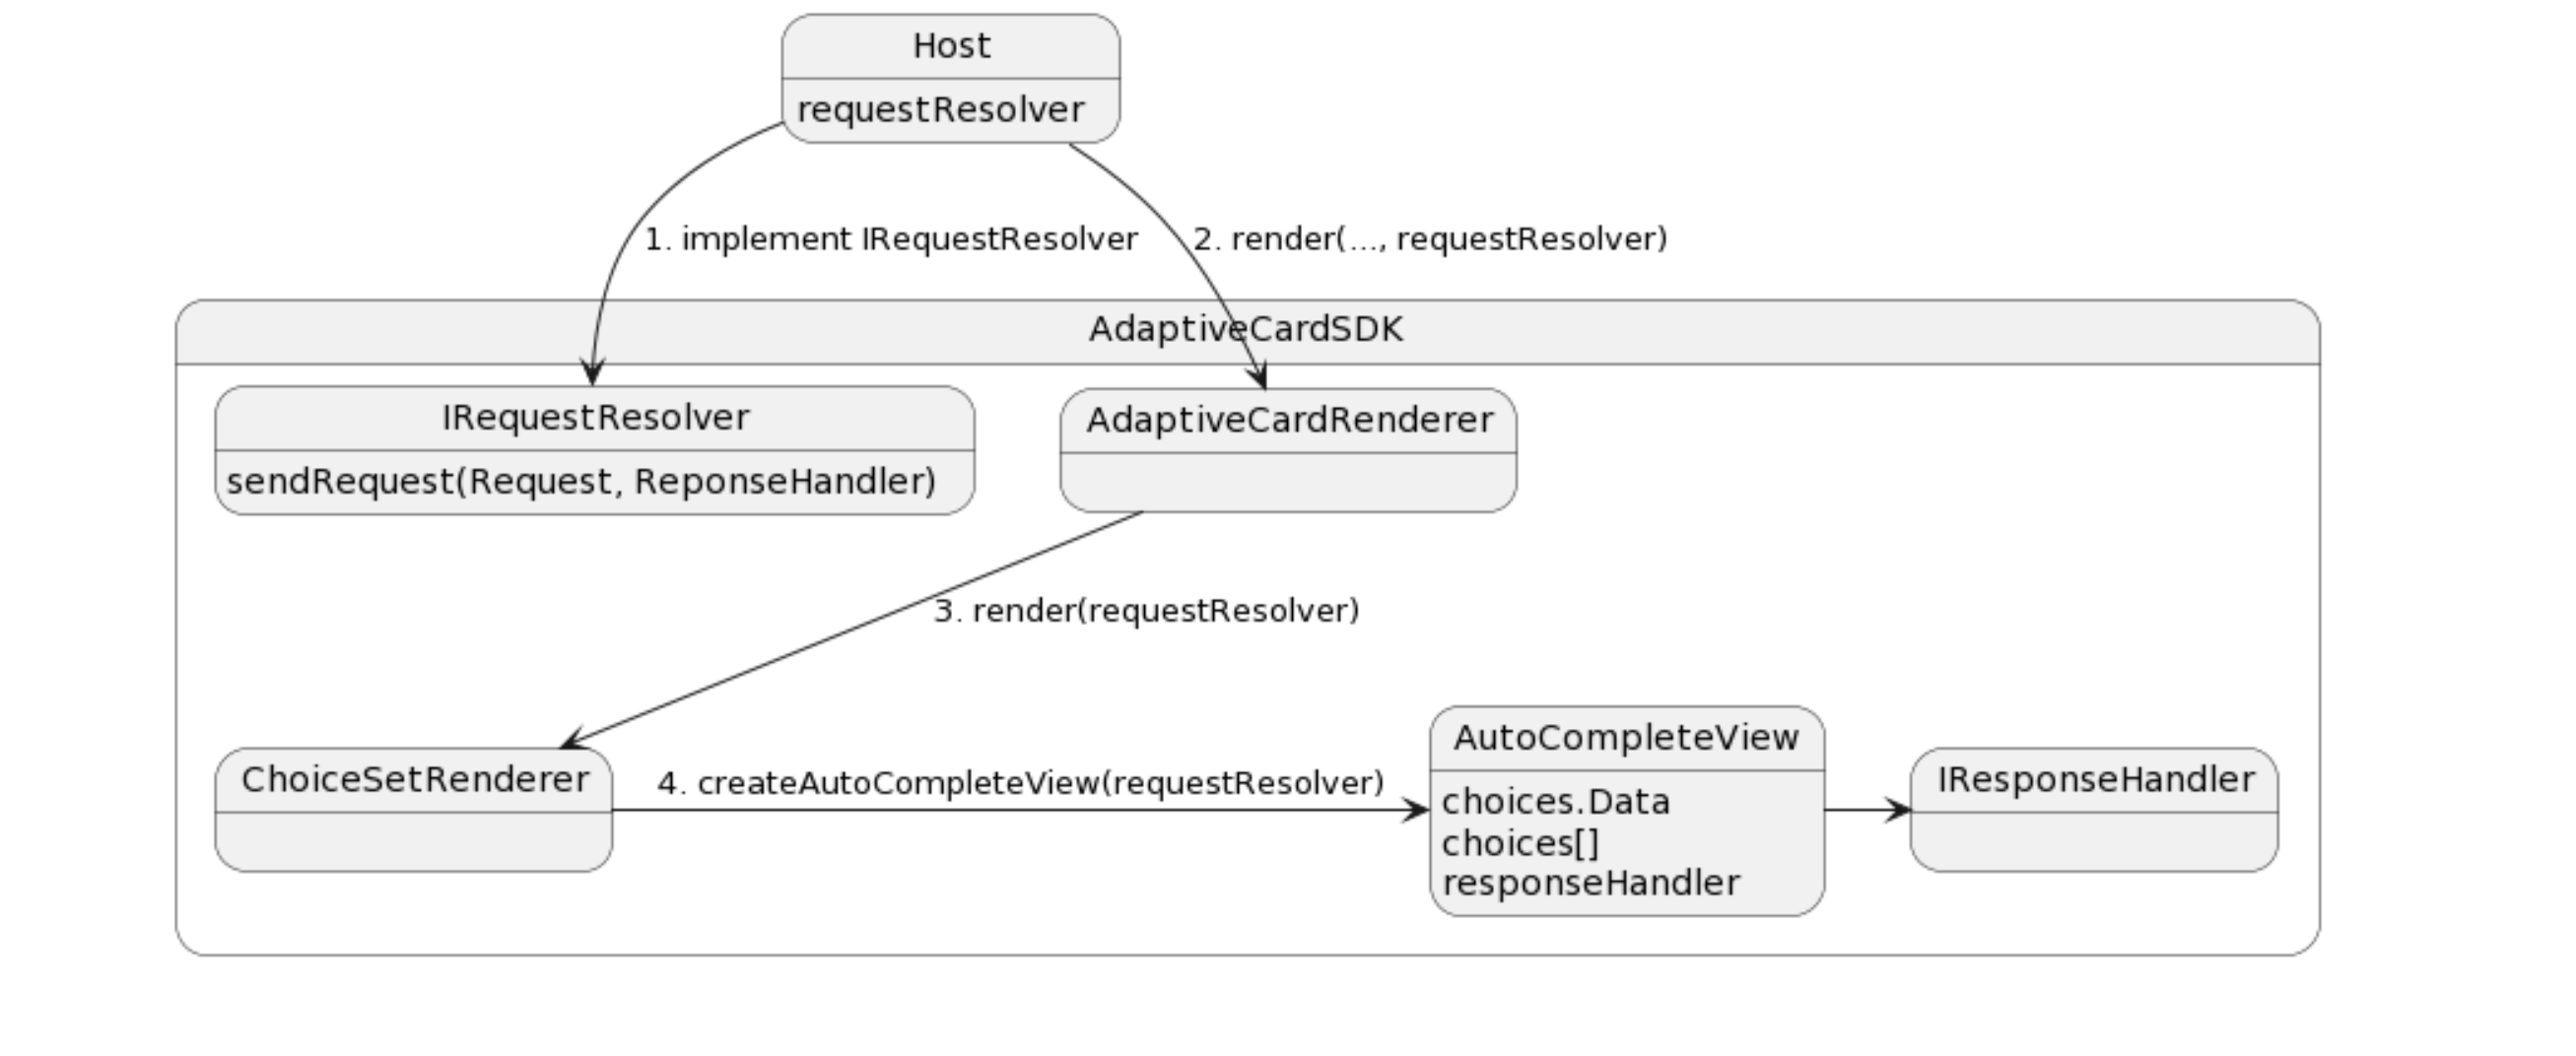 Host
requestResolver
1. implement IRequestResolver
2. render(..., requestResolver)
AdaptiveCardSDK
IRequestResolver
sendRequest(Request, ReponseHandler)
AdaptiveCardRenderer
3. render(requestResolver)
ChoiceSetRenderer
4. createAutoCompleteView(requestResolver)
AutoCompleteView
choices.Data
choices[]
responseHandler
IResponseHandler